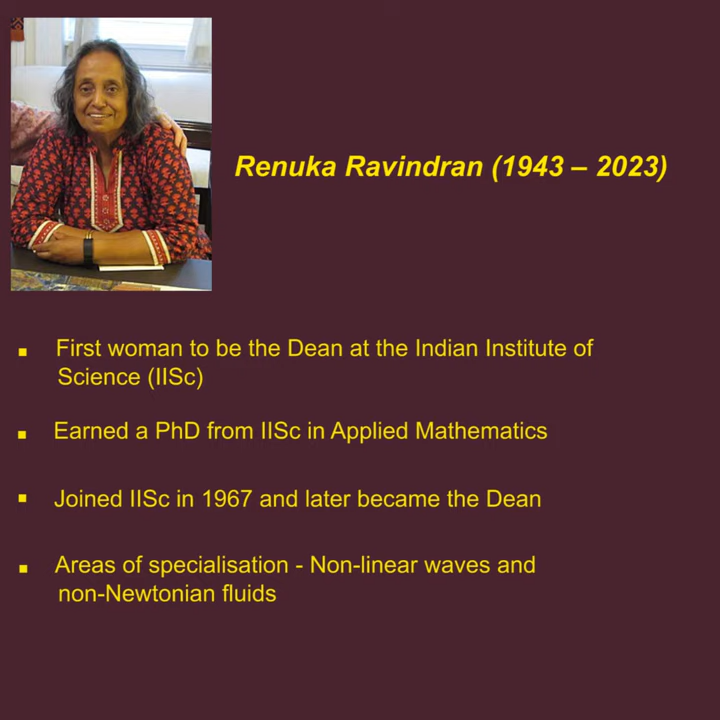 Renuka Ravindran (1943 – 2023)
▪ First woman to be the Dean at the Indian Institute of
Science (IISc)
▪ Earned a PhD from IISc in Applied Mathematics
▪ Joined IISc in 1967 and later became the Dean
▪ Areas of specialisation - Non-linear waves and
non-Newtonian fluids